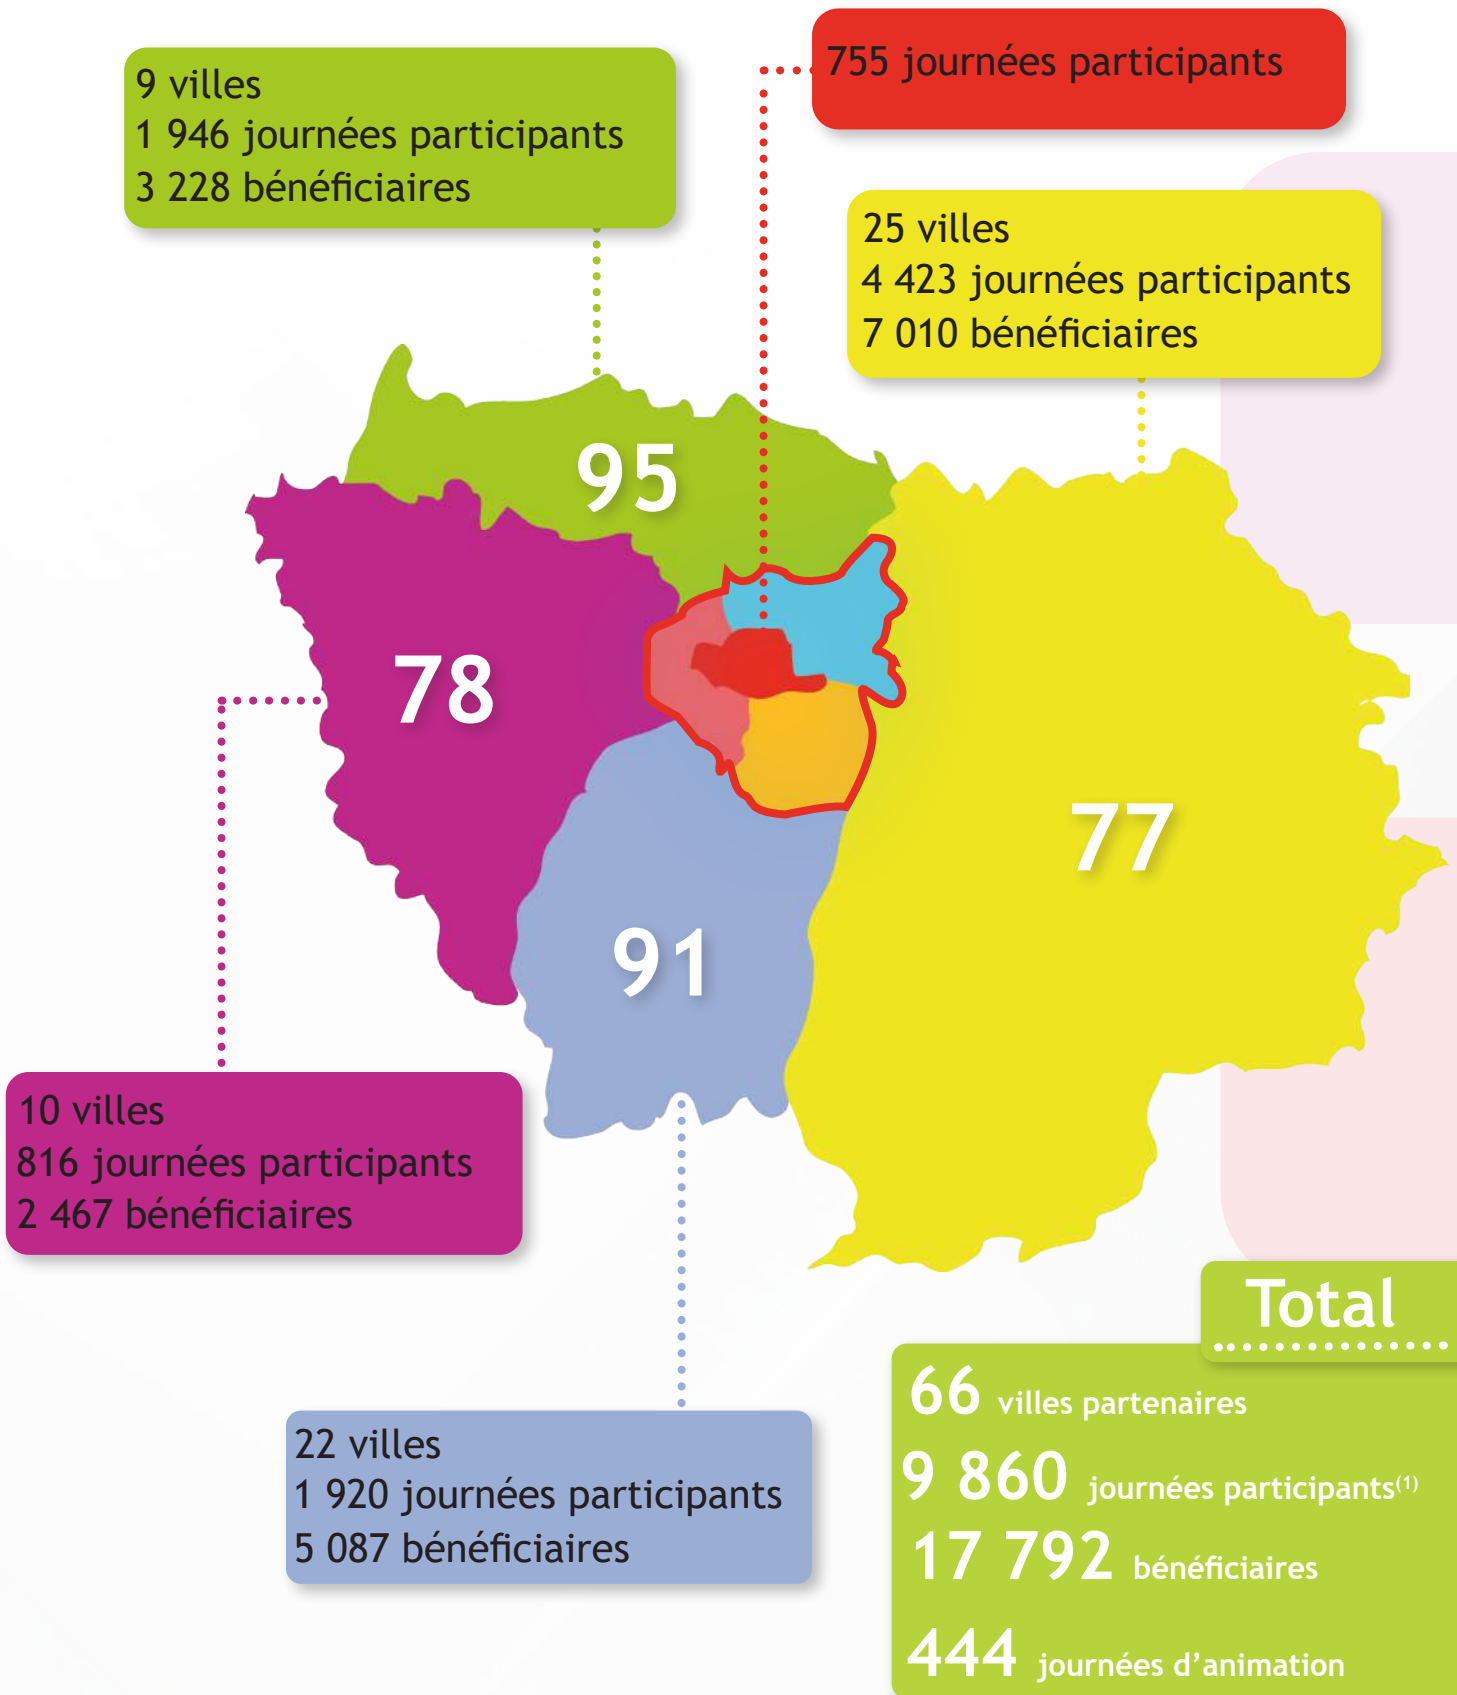 755 journées participants
9 villes
1 946 journées participants
3 228 bénéficiaires
25 villes
4 423 journées participants
7 010 bénéficiaires
95
78
77
91
10 villes
816 journées participants
2 467 bénéficiaires
22 villes
1 920 journées participants
5 087 bénéficiaires
Total
66 villes partenaires
9 860 journées participants(1)
17 792 bénéficiaires
444 journées d’animation